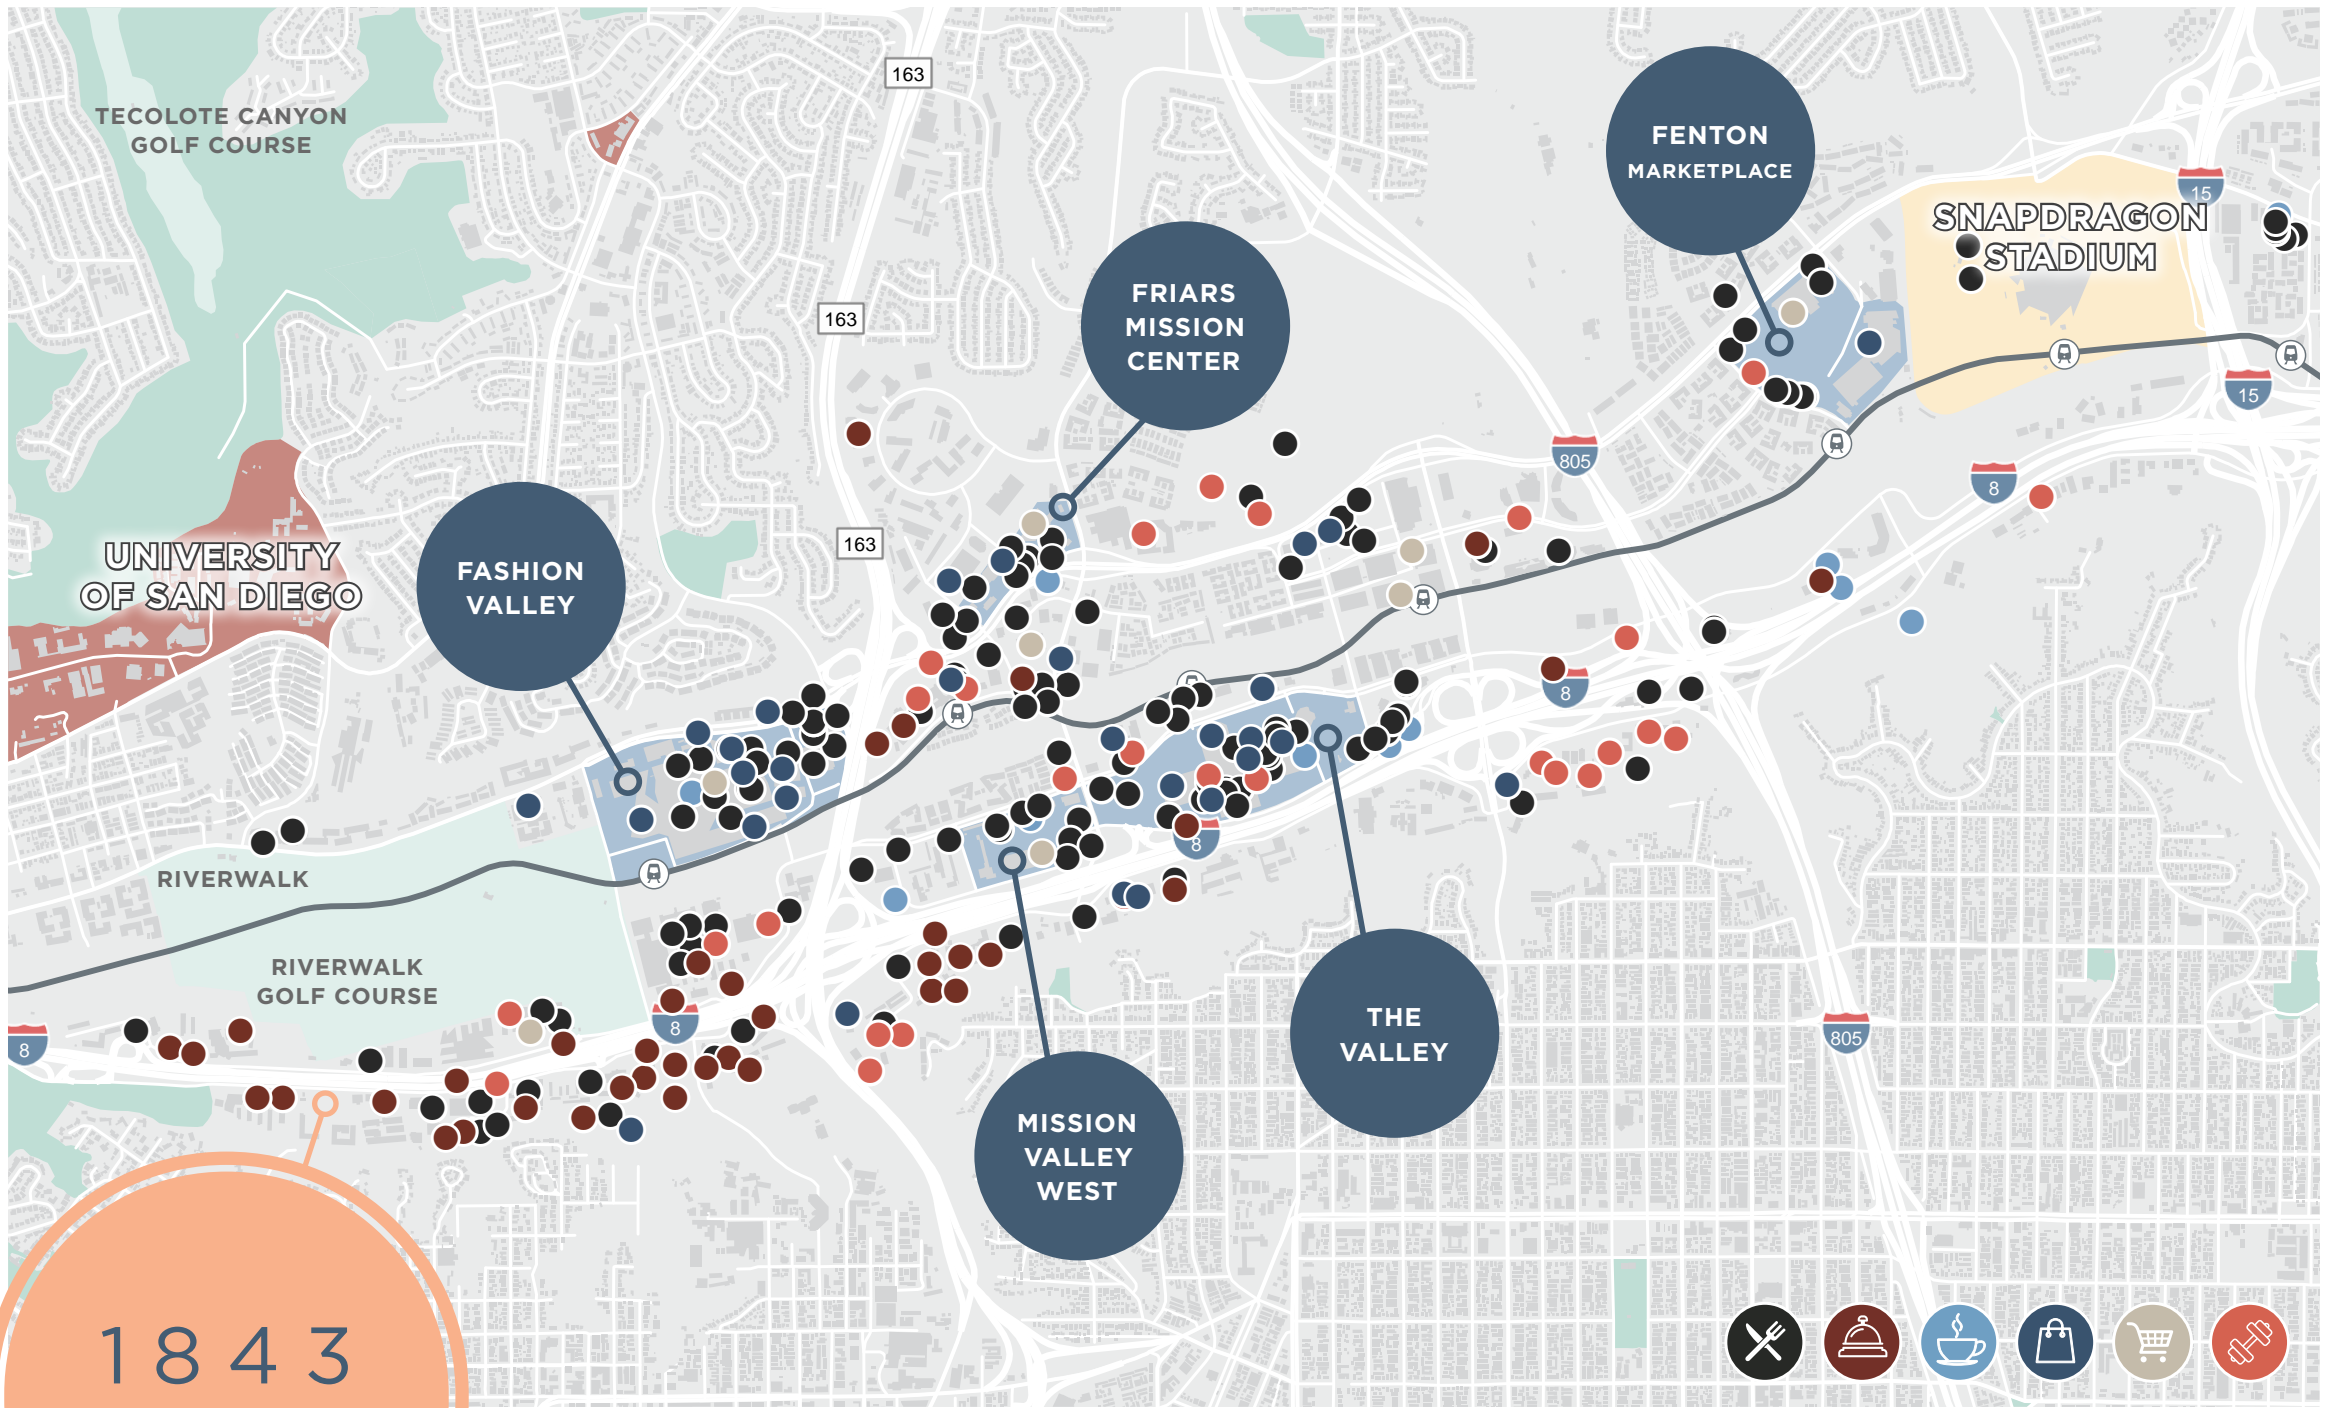 163
TECOLOTE CANYON
GOLF COURSE
FENTON
MARKETPLACE
15
SNAPDRAGON
STADIUM
FRIARS
MISSION
CENTER
163
15
805
8
163
UNIVERSITY
OF SAN DIEGO
FASHION
VALLEY
8
8
RIVERWALK
RIVERWALK
GOLF COURSE
8
8
THE
VALLEY
805
MISSION
VALLEY
WEST
1843